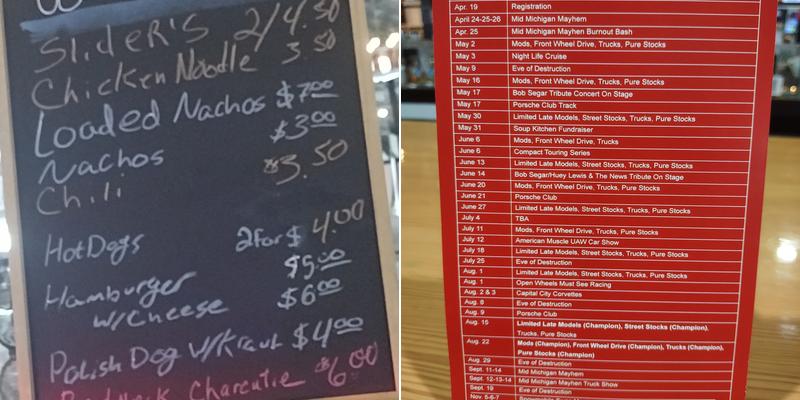 Slider's 2/4.50
Chicken Noodle 3.50
Loaded Nachos $7.00
Nachos $3.00
Chili $3.50
HotDogs 2for$ 4.00
Hamburger $5.00
w/Cheese $6.00
Polish Dog W/Kraut $4.00
Charcutie $6.00
Apr. 19 Registration
April 24-25-26 Mid Michigan Mayhem
Apr. 25 Mid Michigan Mayhem Burnout Bash
May 2 Mods, Front Wheel Drive, Trucks, Pure Stocks
May 3 Night Life Cruise
May 9 Eve of Destruction
May 16 Mods, Front Wheel Drive, Trucks, Pure Stocks
May 17 Bob Segar Tribute Concert On Stage
May 17 Porsche Club Track
May 30 Limited Late Models, Street Stocks, Trucks, Pure Stocks
May 31 Soup Kitchen Fundraiser
June 6 Mods, Front Wheel Drive, Trucks
June 6 Compact Touring Series
June 13 Limited Late Models, Street Stocks, Trucks, Pure Stocks
June 14 Bob Segar/Huey Lewis & The News Tribute On Stage
June 20 Mods, Front Wheel Drive, Trucks, Pure Stocks
June 21 Porsche Club
June 27 Limited Late Models, Street Stocks, Trucks, Pure Stocks
July 4 TBA
July 11 Mods, Front Wheel Drive, Trucks, Pure Stocks
July 12 American Muscle UAW Car Show
July 18 Limited Late Models, Street Stocks, Trucks, Pure Stocks
July 25 Eve of Destruction
Aug. 1 Limited Late Models, Street Stocks, Trucks, Pure Stocks
Aug. 1 Open Wheels Must See Racing
Aug. 2 & 3 Capital City Corvettes
Aug. 8 Eve of Destruction
Aug. 9 Porsche Club
Aug. 15 Limited Late Models (Champion), Street Stocks (Champion),
Trucks, Pure Stocks
Aug. 22 Mods (Champion), Front Wheel Drive (Champion), Trucks (Champion),
Pure Stocks (Champion)
Aug. 29 Eve of Destruction
Sept. 11-14 Mid Michigan Mayhem
Sept. 12-13-14 Mid Michigan Mayhem Truck Show
Sept. 19 Eve of Destruction
Nov. 5-6-7